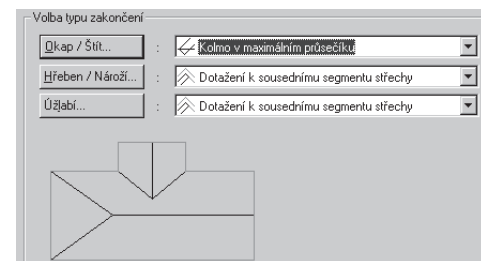 Volba typu zakončení
Okap / Štít... : Kolmo v maximálním průsečíku
Hřeben / Nároží... : Dotažení k sousednímu segmentu střechy
Úžlabí... : Dotažení k sousednímu segmentu střechy